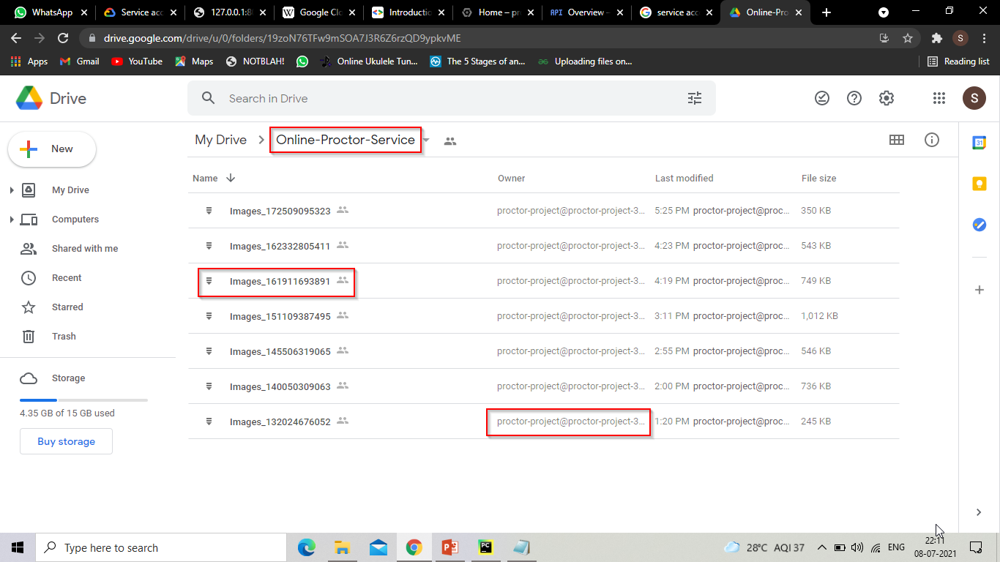 WhatsApp
Service acc
127.0.0.1:8
Google Clo
Introductio
Home – pr
API Overview –
service acc
Online-Pro
drive.google.com/drive/u/0/folders/19zoN76TFw9mSOA7J3R6Z6rzQD9ypkvME
S
Apps
Gmail
YouTube
Maps
NOTBLAH!
Online Ukulele Tun...
The 5 Stages of an...
Uploading files on...
Reading list
Drive
Search in Drive
S
New
My Drive
Computers
Shared with me
Recent
Starred
Trash
Storage
4.35 GB of 15 GB used
Buy storage
My Drive > Online-Proctor-Service
Name Owner Last modified File size
Images_172509095323 proctor-project@proctor-project-3... 5:25 PM proctor-project@proc... 350 KB
Images_162332805411 proctor-project@proctor-project-3... 4:23 PM proctor-project@proc... 543 KB
Images_161911693891 proctor-project@proctor-project-3... 4:19 PM proctor-project@proc... 749 KB
Images_151109387495 proctor-project@proctor-project-3... 3:11 PM proctor-project@proc... 1,012 KB
Images_145506319065 proctor-project@proctor-project-3... 2:55 PM proctor-project@proc... 546 KB
Images_140050309063 proctor-project@proctor-project-3... 2:00 PM proctor-project@proc... 736 KB
Images_132024676052 proctor-project@proctor-project-3... 1:20 PM proctor-project@proc... 245 KB
31
Type here to search
28°C AQI 37
ENG
22:11
08-07-2021